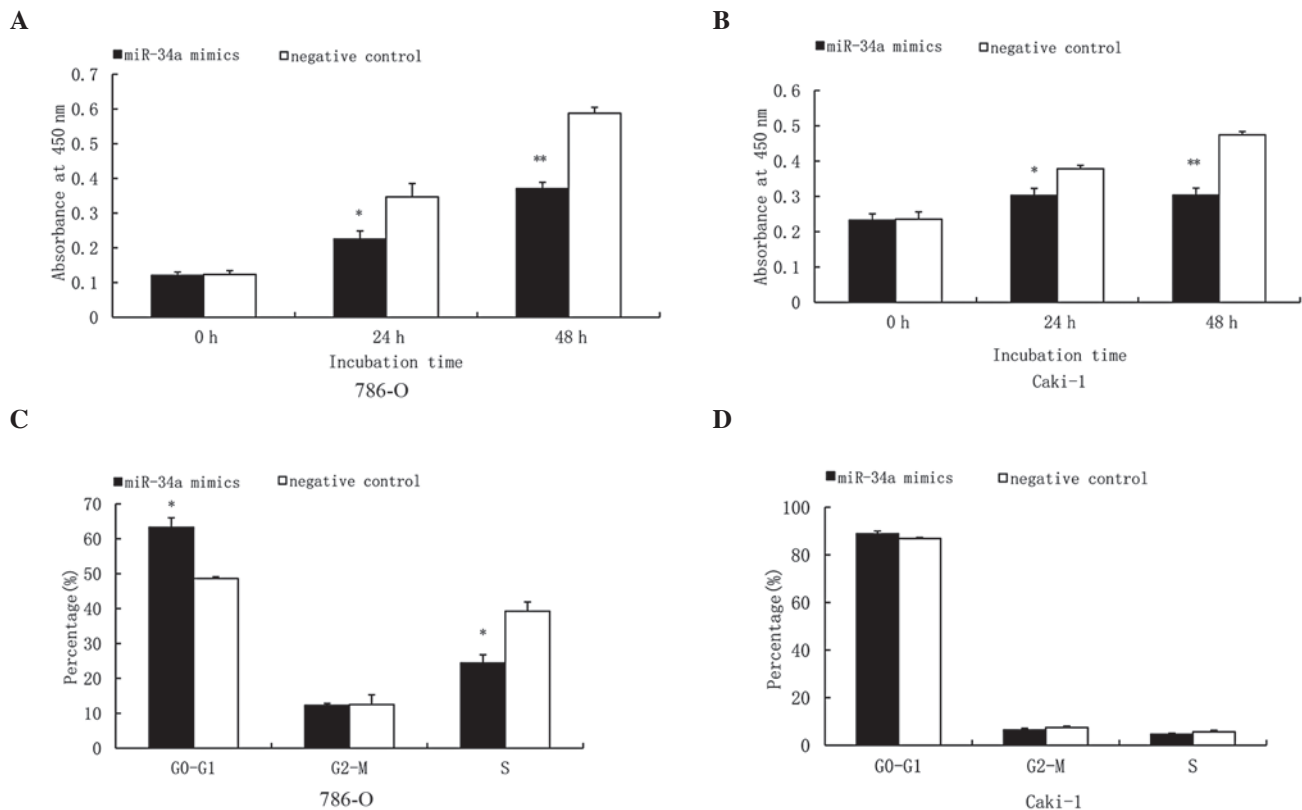 A
■miR-34a mimics □negative control
0.7
0.6
0.5
0.4
0.3
0.2
0.1
0
Absorbance at 450 nm
*
**
0 h 24 h 48 h
Incubation time
786-O
B
■miR-34a mimics □negative control
0.6
0.5
0.4
0.3
0.2
0.1
0
Absorbance at 450 nm
*
**
0 h 24 h 48 h
Incubation time
Caki-1
C
■miR-34a mimics □negative control
70
60
50
40
30
20
10
0
Percentage(%)
*
*
G0-G1 G2-M S
786-O
D
■miR-34a mimics □negative control
100
80
60
40
20
0
Percentage(%)
G0-G1 G2-M S
Caki-1